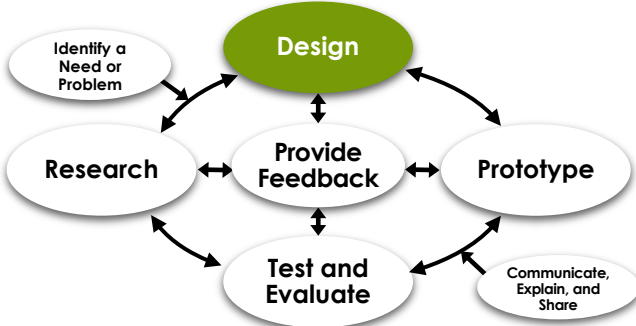 Design
Identify a
Need or
Problem
Research
Provide
Feedback
Prototype
Test and
Evaluate
Communicate,
Explain, and
Share